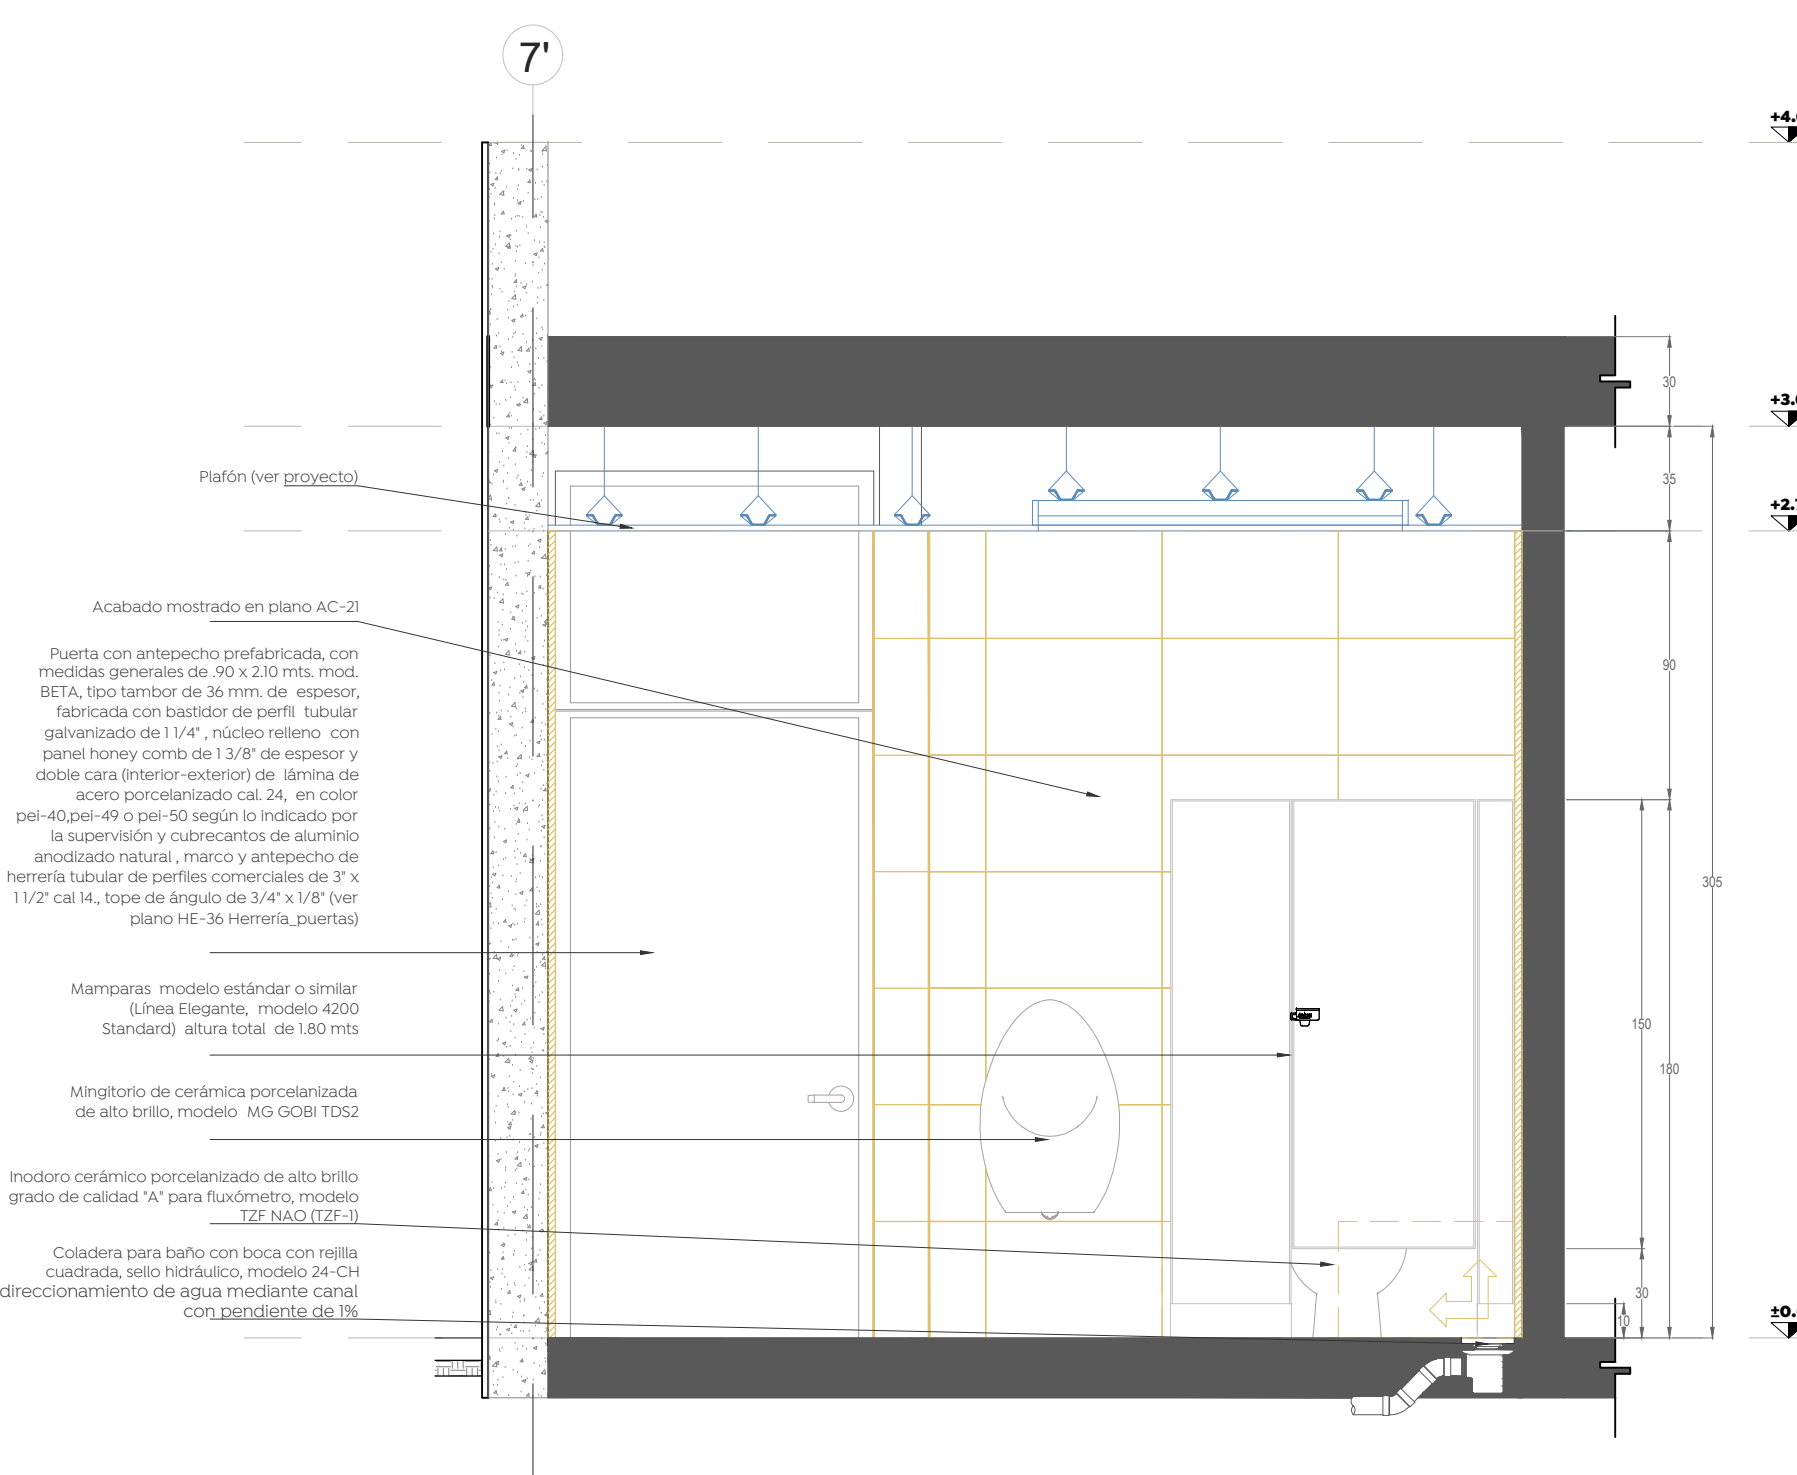 7'
+4.
30
+3.
35
+2.
Plafón (ver proyecto)
Acabado mostrado en plano AC-21
90
Puerta con antepecho prefabricada, con
medidas generales de .90 x 2.10 mts. mod.
BETA, tipo tambor de 36 mm. de espesor,
fabricada con bastidor de perfil tubular
galvanizado de 1 1/4" , núcleo relleno con
panel honey comb de 1 3/8" de espesor y
doble cara (interior-exterior) de lámina de
acero porcelanizado cal. 24, en color
pei-40,pei-49 o pei-50 según lo indicado por
la supervisión y cubrecantos de aluminio
anodizado natural , marco y antepecho de
herrería tubular de perfiles comerciales de 3" x
1 1/2" cal 14., tope de ángulo de 3/4" x 1/8" (ver
plano HE-36 Herrería_puertas)
305
Mamparas modelo estándar o similar
(Línea Elegante, modelo 4200
Standard) altura total de 1.80 mts
150
180
Mingitorio de cerámica porcelanizada
de alto brillo, modelo MG GOBI TDS2
Inodoro cerámico porcelanizado de alto brillo
grado de calidad "A" para fluxómetro, modelo
TZF NAO (TZF-1)
Coladera para baño con boca con rejilla
cuadrada, sello hidráulico, modelo 24-CH
direccionamiento de agua mediante canal
con pendiente de 1%
30
10
±0.